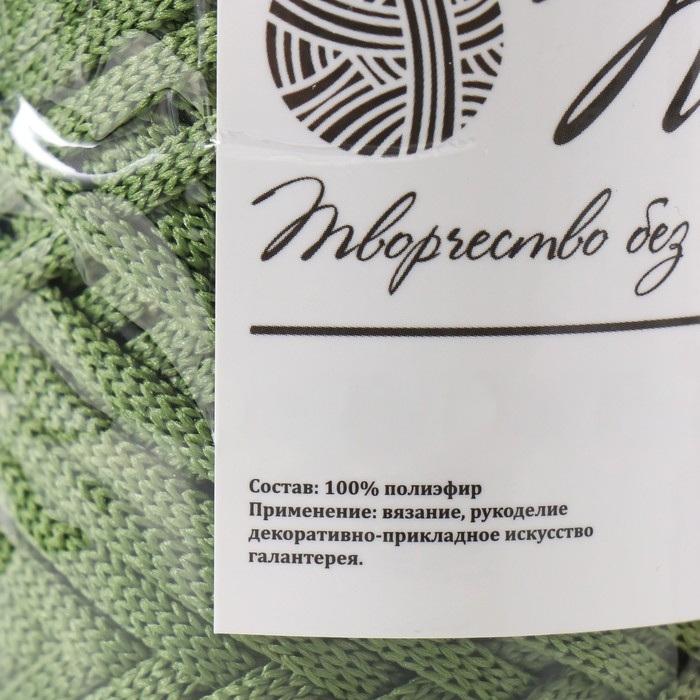 Творчество без
Состав: 100% полиэфир
Применение: вязание, рукоделие
декоративно-прикладное искусство
галантерея.